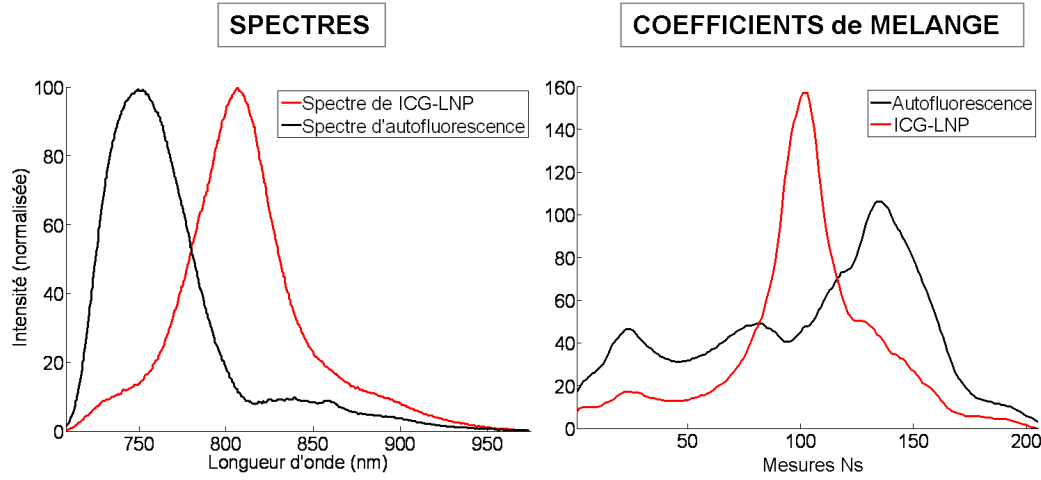 SPECTRES
COEFFICIENTS de MELANGE
Intensité (normalisée)
100
80
60
40
20
0
750
800
850
900
950
Longueur d'onde (nm)
Spectre de ICG-LNP
Spectre d'autofluorescence
160
140
120
100
80
60
40
20
0
50
100
150
200
Mesures Ns
Autofluorescence
ICG-LNP